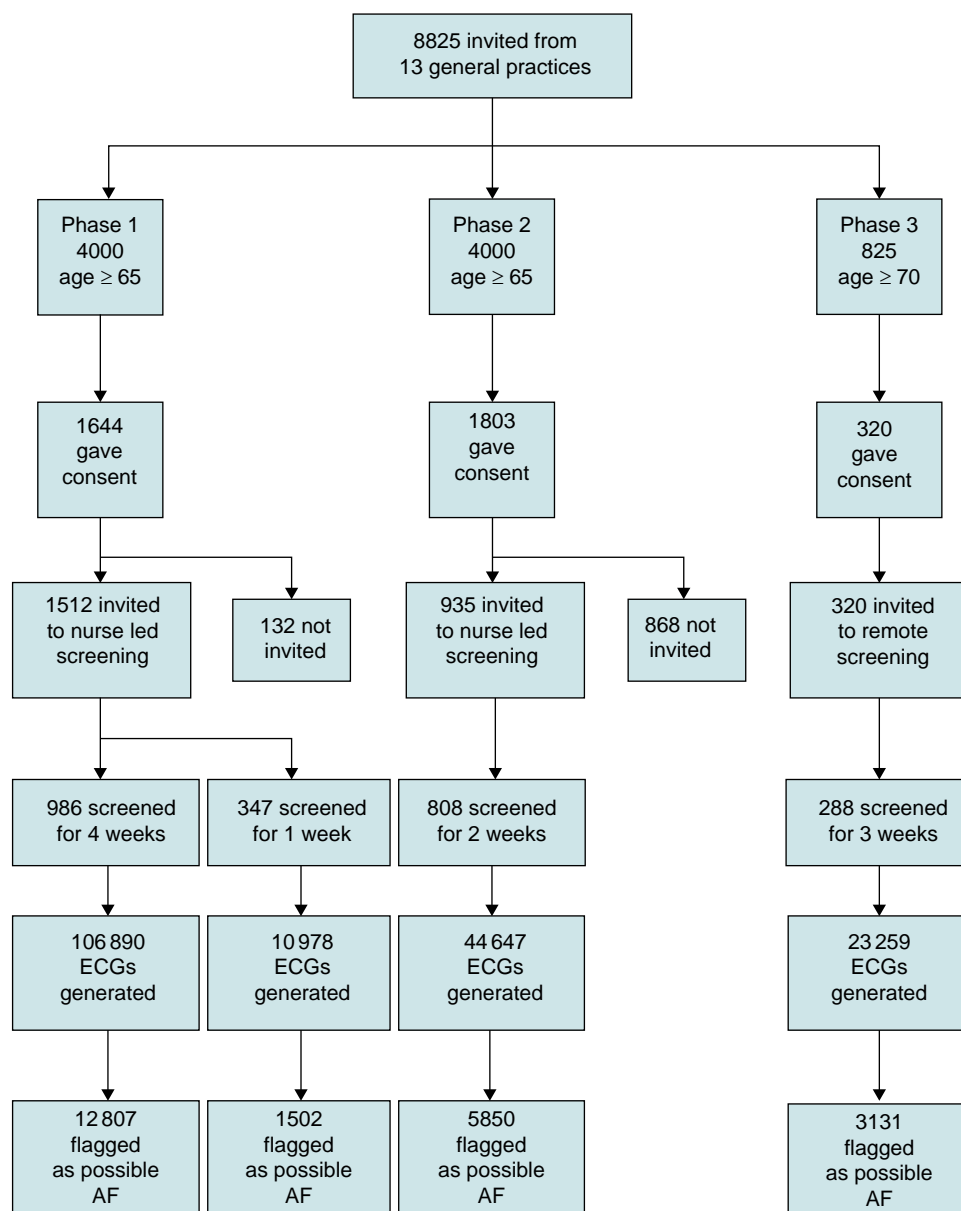 8825 invited from
13 general practices
Phase 1
4000
age ≥ 65
Phase 2
4000
age ≥ 65
Phase 3
825
age ≥ 70
1644
gave
consent
1803
gave
consent
320
gave
consent
1512 invited
to nurse led
screening
132 not
invited
935 invited
to nurse led
screening
868 not
invited
320 invited
to remote
screening
986 screened
for 4 weeks
347 screened
for 1 week
808 screened
for 2 weeks
288 screened
for 3 weeks
106 890
ECGs
generated
10 978
ECGs
generated
44 647
ECGs
generated
23 259
ECGs
generated
12 807
flagged
as possible
AF
1502
flagged
as possible
AF
5850
flagged
as possible
AF
3131
flagged
as possible
AF